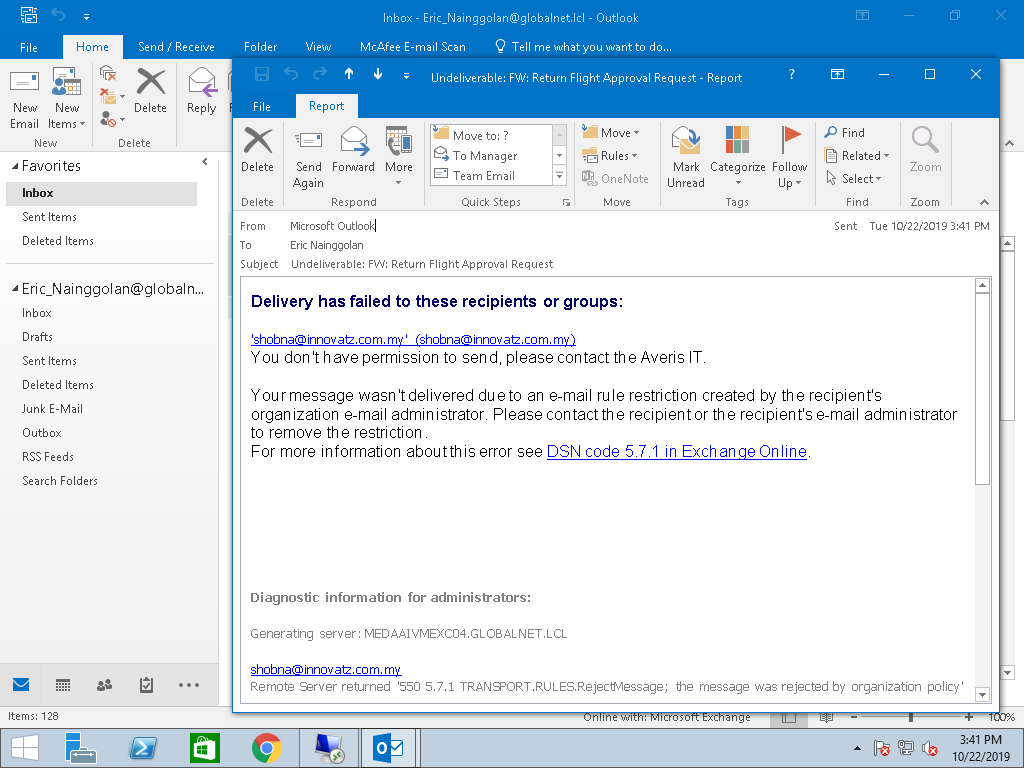 Inbox - Eric_Nainggolan@globalnet.lcl - Outlook
File Home Send / Receive Folder View McAfee E-mail Scan Tell me what you want to do...
New Email
New Items
Delete
Reply
New Delete
Favorites
Inbox
Sent Items
Deleted Items
Eric_Nainggolan@globaln...
Inbox
Drafts
Sent Items
Deleted Items
Junk E-Mail
Outbox
RSS Feeds
Search Folders
Items: 128
Undeliverable: FW: Return Flight Approval Request - Report
File Report
Delete
Send Again
Forward
More
Move to: ?
To Manager
Team Email
Move
Rules
OneNote
Mark Unread
Categorize
Follow Up
Find
Related
Select
Zoom
Delete Respond Quick Steps Move Tags Find Zoom
From Microsoft Outlook Sent Tue 10/22/2019 3:41 PM
To Eric Nainggolan
Subject Undeliverable: FW: Return Flight Approval Request
Delivery has failed to these recipients or groups:
'shobna@innovatz.com.my' (shobna@innovatz.com.my)
You don't have permission to send, please contact the Averis IT.
Your message wasn't delivered due to an e-mail rule restriction created by the recipient's
organization e-mail administrator. Please contact the recipient or the recipient's e-mail administrator
to remove the restriction.
For more information about this error see DSN code 5.7.1 in Exchange Online.
Diagnostic information for administrators:
Generating server: MEDAAIVMEXC04.GLOBALNET.LCL
shobna@innovatz.com.my
Remote Server returned '550 5.7.1 TRANSPORT.RULES.RejectMessage; the message was rejected by organization policy'
Online with: Microsoft Exchange 100%
3:41 PM
10/22/2019